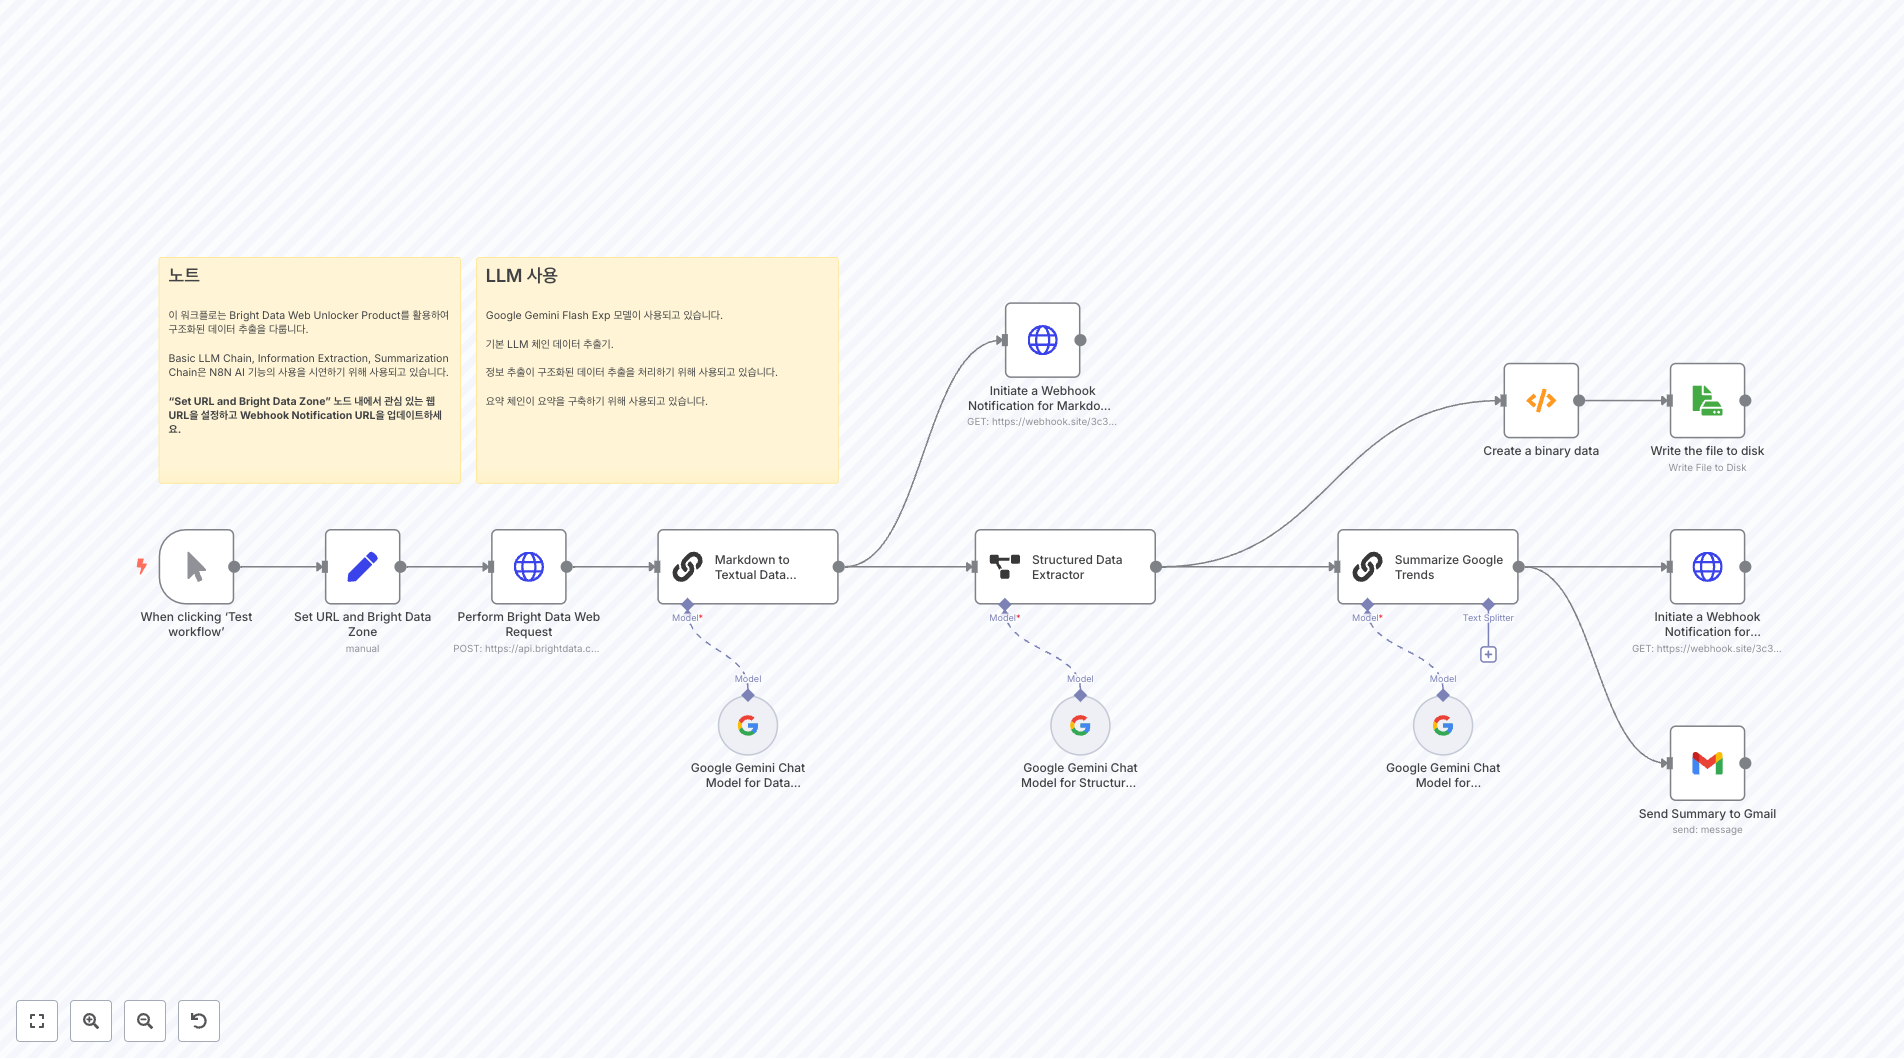 노트
이 워크플로는 Bright Data Web Unlocker Product를 활용하여
구조화된 데이터 추출을 다룹니다.
Basic LLM Chain, Information Extraction, Summarization
Chain은 N8N AI 기능의 사용을 시연하기 위해 사용되고 있습니다.
“Set URL and Bright Data Zone” 노드 내에서 관심 있는 웹
URL을 설정하고 Webhook Notification URL을 업데이트하세
요.
LLM 사용
Google Gemini Flash Exp 모델이 사용되고 있습니다.
기본 LLM 체인 데이터 추출기.
정보 추출이 구조화된 데이터 추출을 처리하기 위해 사용되고 있습니다.
요약 체인이 요약을 구축하기 위해 사용되고 있습니다.
Initiate a Webhook
Notification for Markdo...
GET: https://webhook.site/3c3...
Create a binary data
Write the file to disk
Write File to Disk
When clicking ‘Test
workflow’
Set URL and Bright Data
Zone
manual
Perform Bright Data Web
Request
POST: https://api.brightdata.c...
Markdown to
Textual Data...
Model*
Model
Google Gemini Chat
Model for Data...
Structured Data
Extractor
Model*
Model
Google Gemini Chat
Model for Structur...
Summarize Google
Trends
Model*
Text Splitter
Model
Google Gemini Chat
Model for...
Initiate a Webhook
Notification for...
GET: https://webhook.site/3c3...
Send Summary to Gmail
send: message